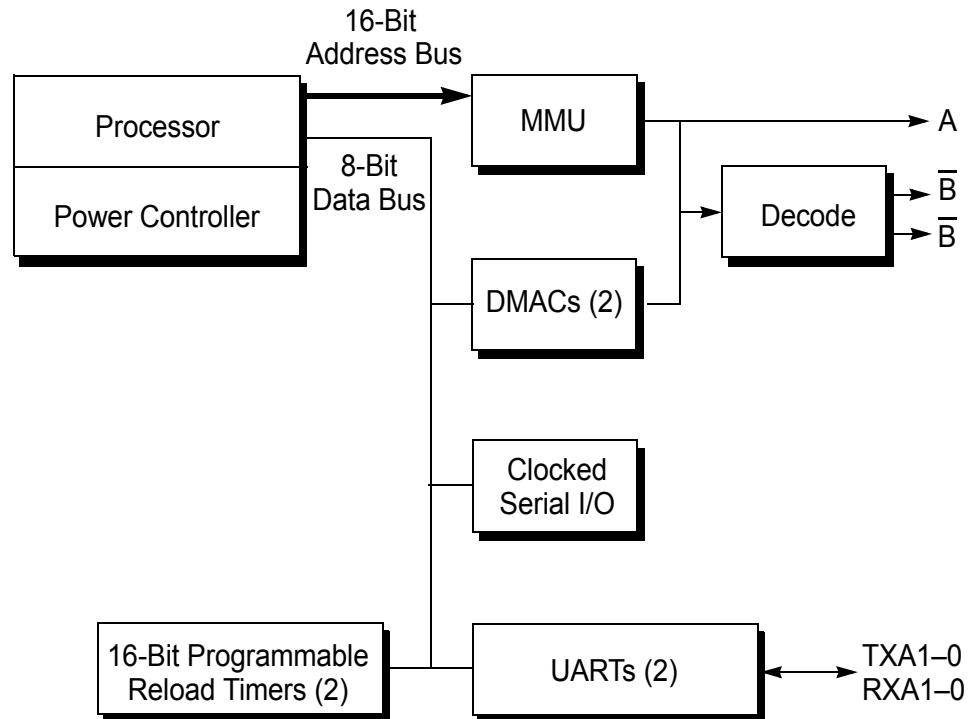 16-Bit
Address Bus
Processor
MMU
A
8-Bit
Data Bus
Power Controller
Decode
B̅
B̅
DMACs (2)
Clocked
Serial I/O
16-Bit Programmable
Reload Timers (2)
UARTs (2)
TXA1–0
RXA1–0